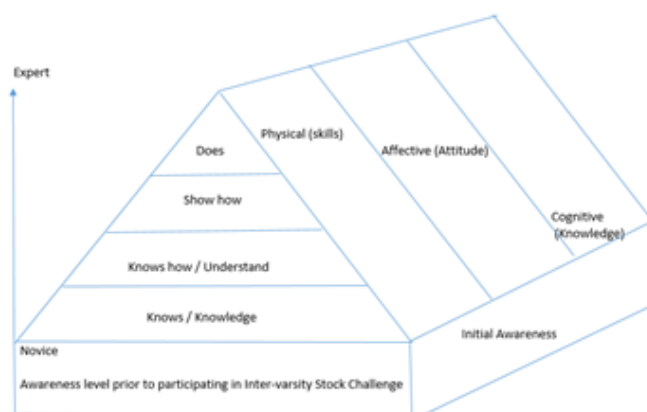 Expert
Physical (skills)
Does
Affective (Attitude)
Show how
Cognitive
(Knowledge)
Knows how / Understand
Knows / Knowledge
Initial Awareness
Novice
Awareness level prior to participating in Inter-varsity Stock Challenge